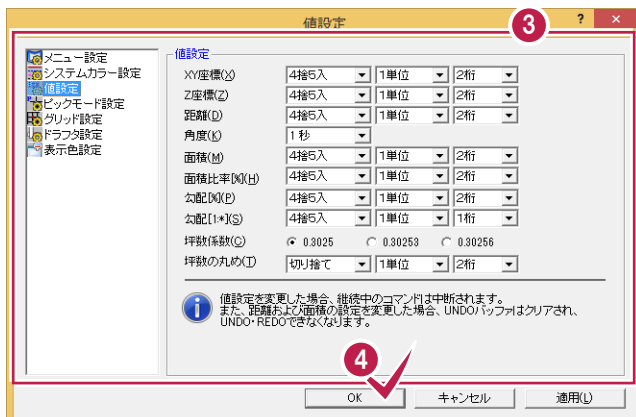 値設定
3
?
×
メニュー設定
システムカラー設定
値設定
ピックモード設定
グリッド設定
ドラフタ設定
表示色設定
値設定
XY座標(X) 4捨5入 1単位 2桁
Z座標(Z) 4捨5入 1単位 2桁
距離(D) 4捨5入 1単位 2桁
角度(K) 1秒
面積(M) 4捨5入 1単位 2桁
面積比率[%](H) 4捨5入 1単位 2桁
勾配[%](P) 4捨5入 1単位 2桁
勾配[1:*](S) 4捨5入 1単位 1桁
坪数係数(C) 0.3025 0.30253 0.30256
坪数の丸め(T) 切り捨て 1単位 2桁
値設定を変更した場合、継続中のコマンドは中断されます。
また、距離および面積の設定を変更した場合、UNDOバッファはクリアされ、
UNDO・REDOできなくなります。
4
OK キャンセル 適用(L)